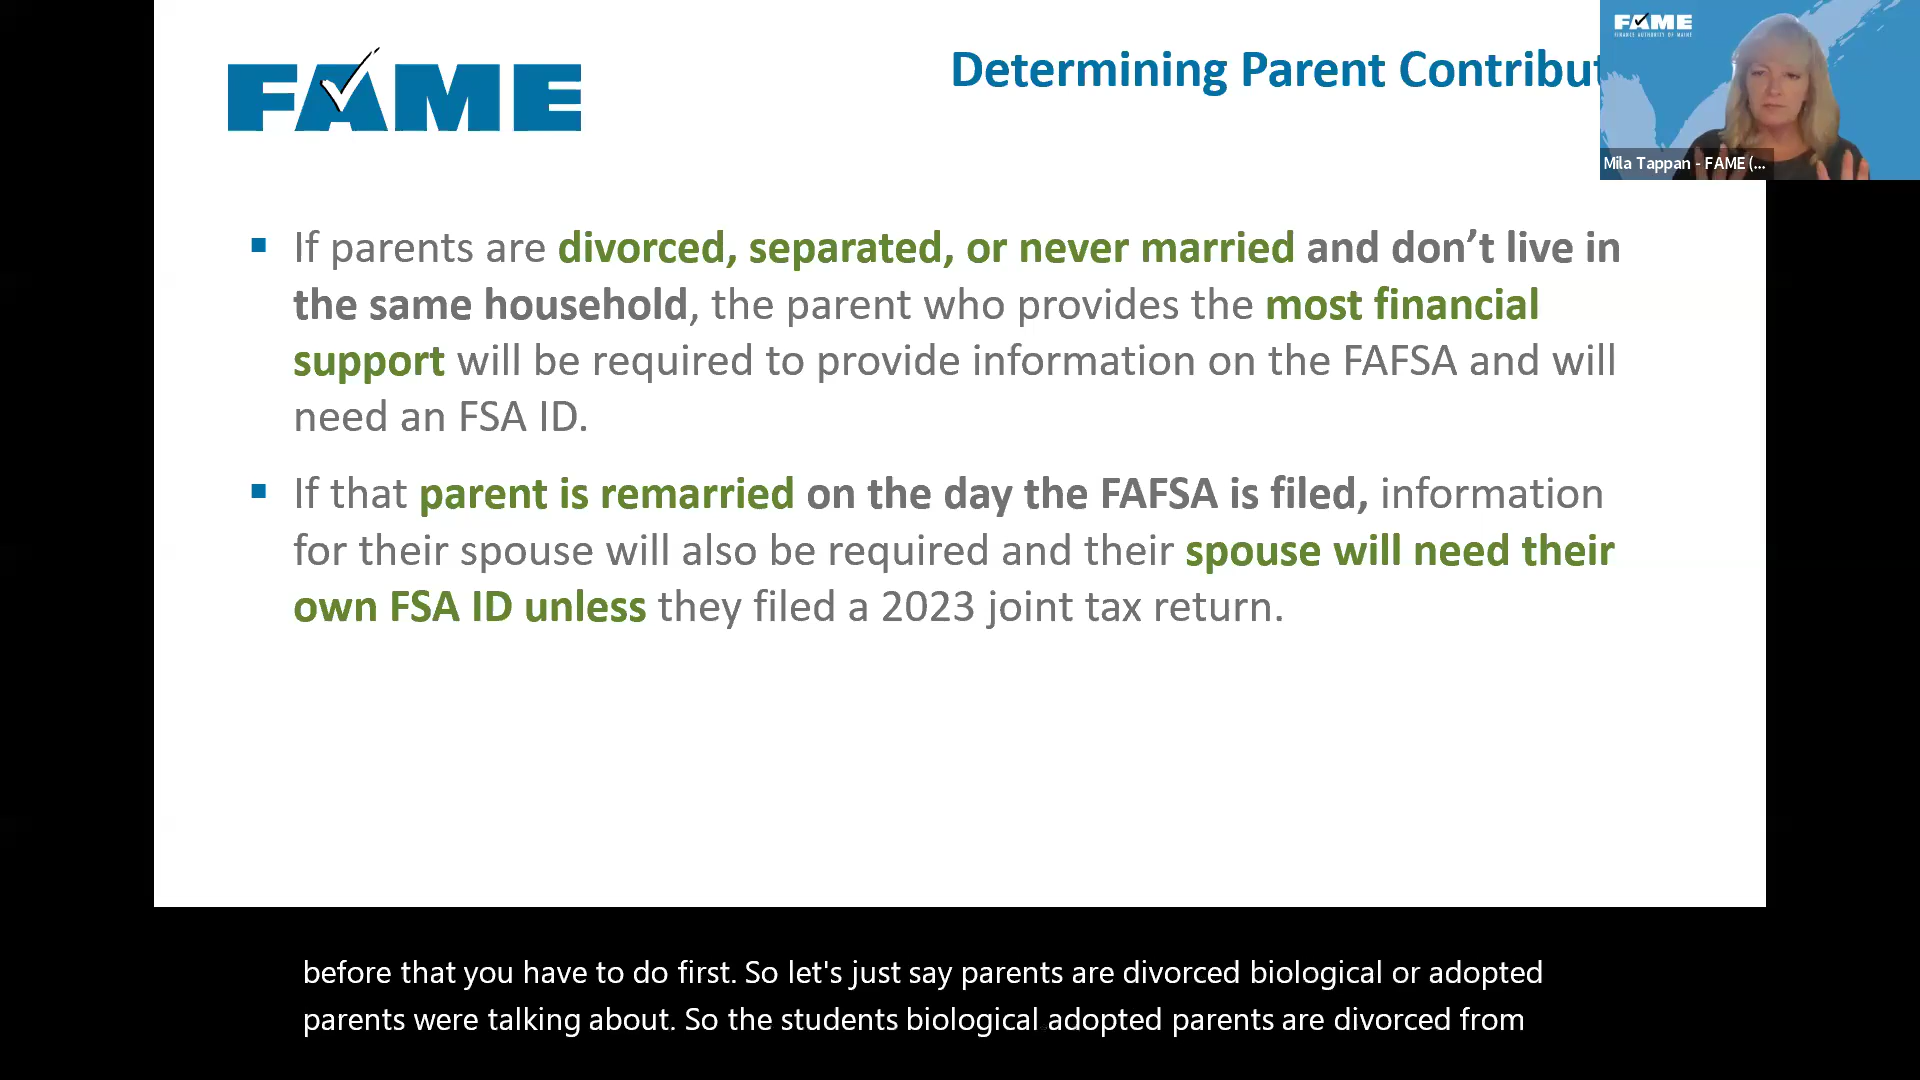 FAME
Determining Parent Contribut
FAME
FINANCE AUTHORITY OF MAINE
Mila Tappan - FAME (...
▪ If parents are divorced, separated, or never married and don’t live in
the same household, the parent who provides the most financial
support will be required to provide information on the FAFSA and will
need an FSA ID.
▪ If that parent is remarried on the day the FAFSA is filed, information
for their spouse will also be required and their spouse will need their
own FSA ID unless they filed a 2023 joint tax return.
before that you have to do first. So let's just say parents are divorced biological or adopted
parents were talking about. So the students biological adopted parents are divorced from